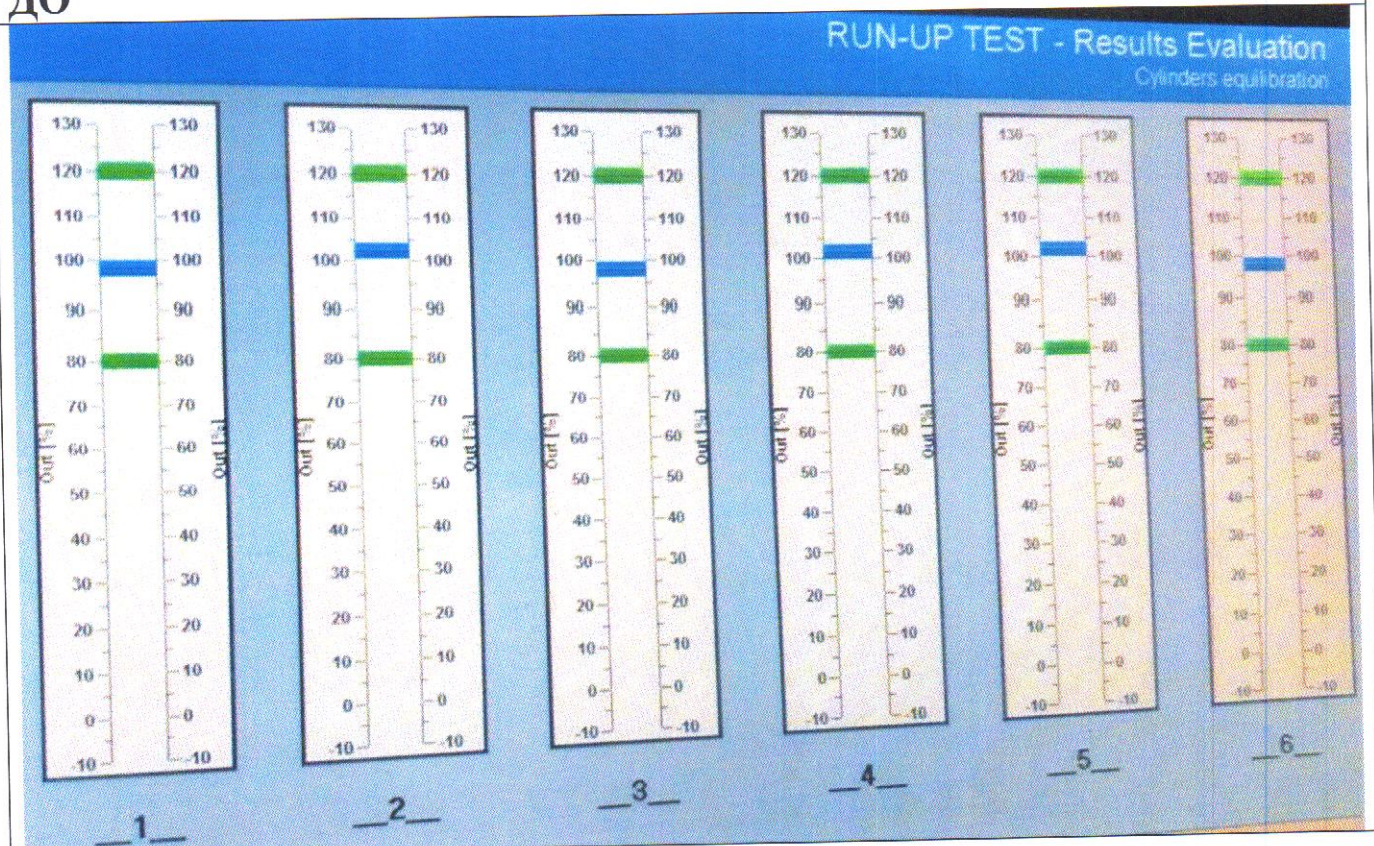 ДО
RUN-UP TEST - Results Evaluation
Cylinders equilibration
130 130 130 130 130 130 130 130 130 130 130 130
120 120 120 120 120 120 120 120 120 120 120 120
110 110 110 110 110 110 110 110 110 110 110 110
100 100 100 100 100 100 100 100 100 100 100 100
90 90 90 90 90 90 90 90 90 90 90 90
80 80 80 80 80 80 80 80 80 80 80 80
70 70 70 70 70 70 70 70 70 70 70 70
Out [%] Out [%] Out [%] Out [%] Out [%] Out [%] Out [%] Out [%] Out [%] Out [%] Out [%] Out [%]
60 60 60 60 60 60 60 60 60 60 60 60
50 50 50 50 50 50 50 50 50 50 50 50
40 40 40 40 40 40 40 40 40 40 40 40
30 30 30 30 30 30 30 30 30 30 30 30
20 20 20 20 20 20 20 20 20 20 20 20
10 10 10 10 10 10 10 10 10 10 10 10
0 0 0 0 0 0 0 0 0 0 0 0
-10 -10 -10 -10 -10 -10 -10 -10 -10 -10 -10 -10
__1__ __2__ __3__ __4__ __5__ __6__